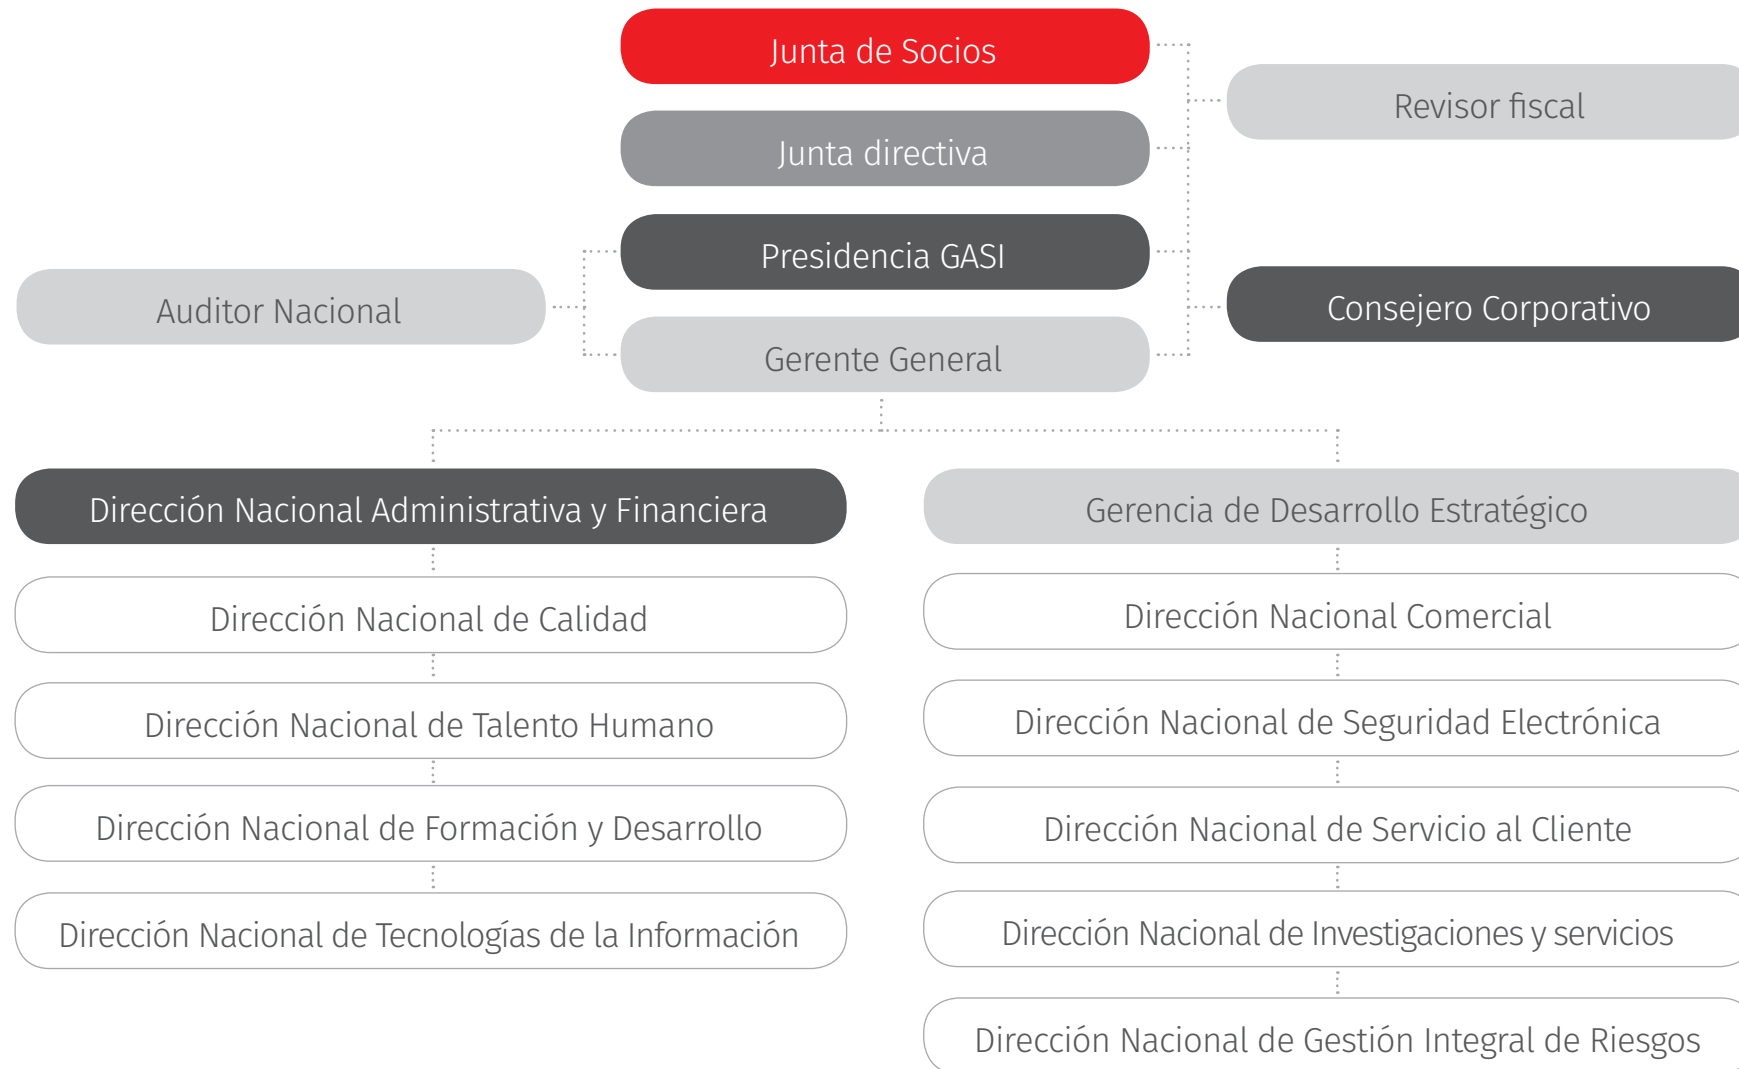 Junta de Socios
Revisor fiscal
Junta directiva
Presidencia GASI
Auditor Nacional
Consejero Corporativo
Gerente General
Dirección Nacional Administrativa y Financiera
Dirección Nacional de Calidad
Dirección Nacional de Talento Humano
Dirección Nacional de Formación y Desarrollo
Dirección Nacional de Tecnologías de la Información
Gerencia de Desarrollo Estratégico
Dirección Nacional Comercial
Dirección Nacional de Seguridad Electrónica
Dirección Nacional de Servicio al Cliente
Dirección Nacional de Investigaciones y servicios
Dirección Nacional de Gestión Integral de Riesgos